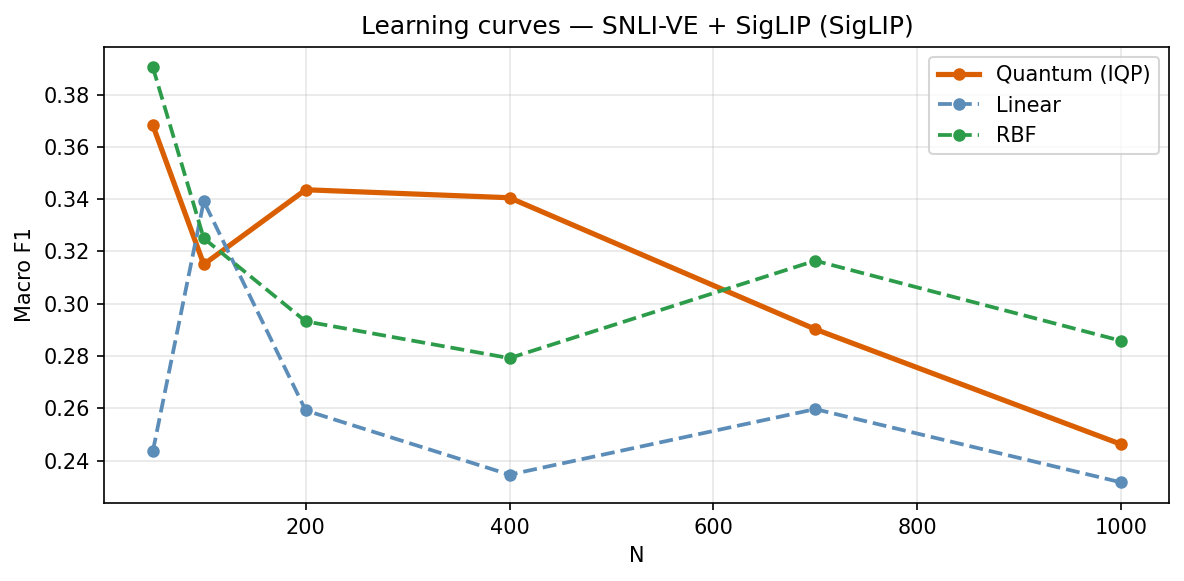 Learning curves — SNLI-VE + SigLIP (SigLIP)
Quantum (IQP)
Linear
RBF
Macro F1
0.38
0.36
0.34
0.32
0.30
0.28
0.26
0.24
200
400
600
800
1000
N